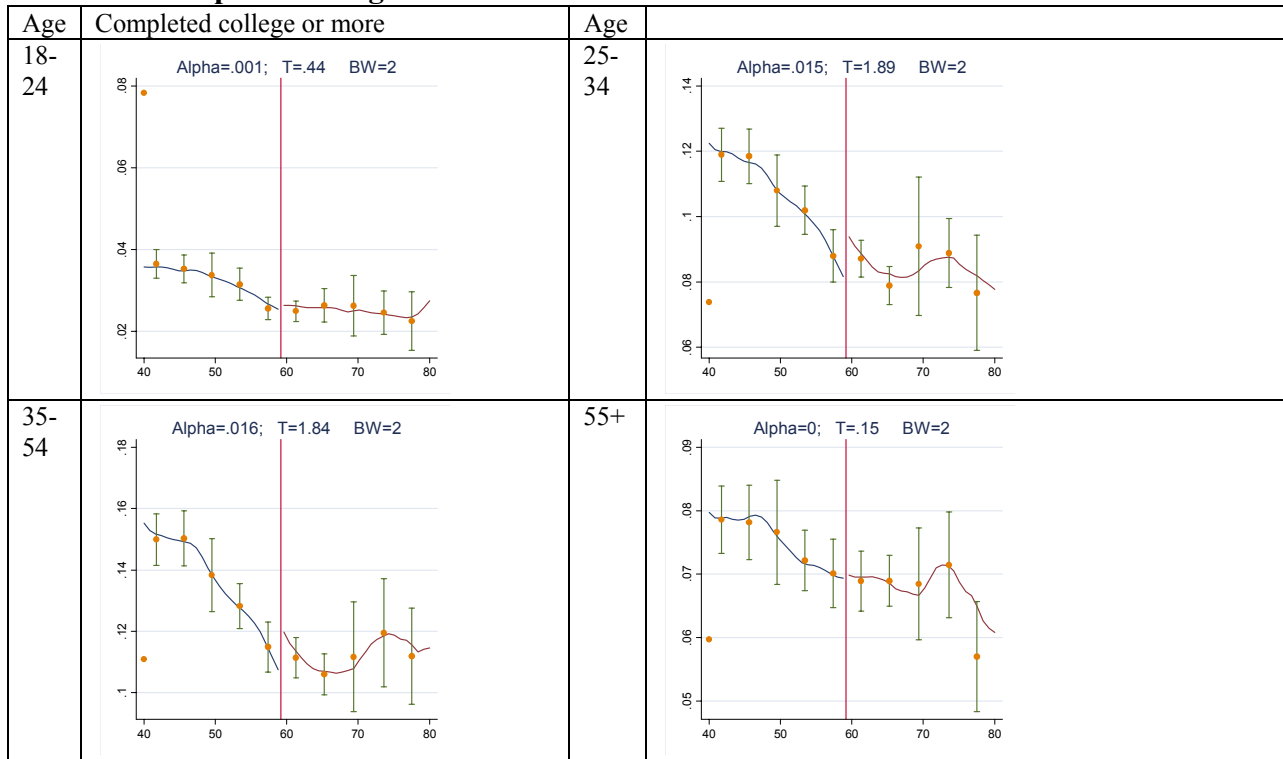 Age Completed college or more Age
18-
24
Alpha=.001; T=.44 BW=2
.08
.06
.04
.02
40 50 60 70 80
25-
34
Alpha=.015; T=1.89 BW=2
.14
.12
.1
.08
.06
40 50 60 70 80
35-
54
Alpha=.016; T=1.84 BW=2
.18
.16
.14
.12
.1
40 50 60 70 80
55+
Alpha=0; T=.15 BW=2
.09
.08
.07
.06
.05
40 50 60 70 80